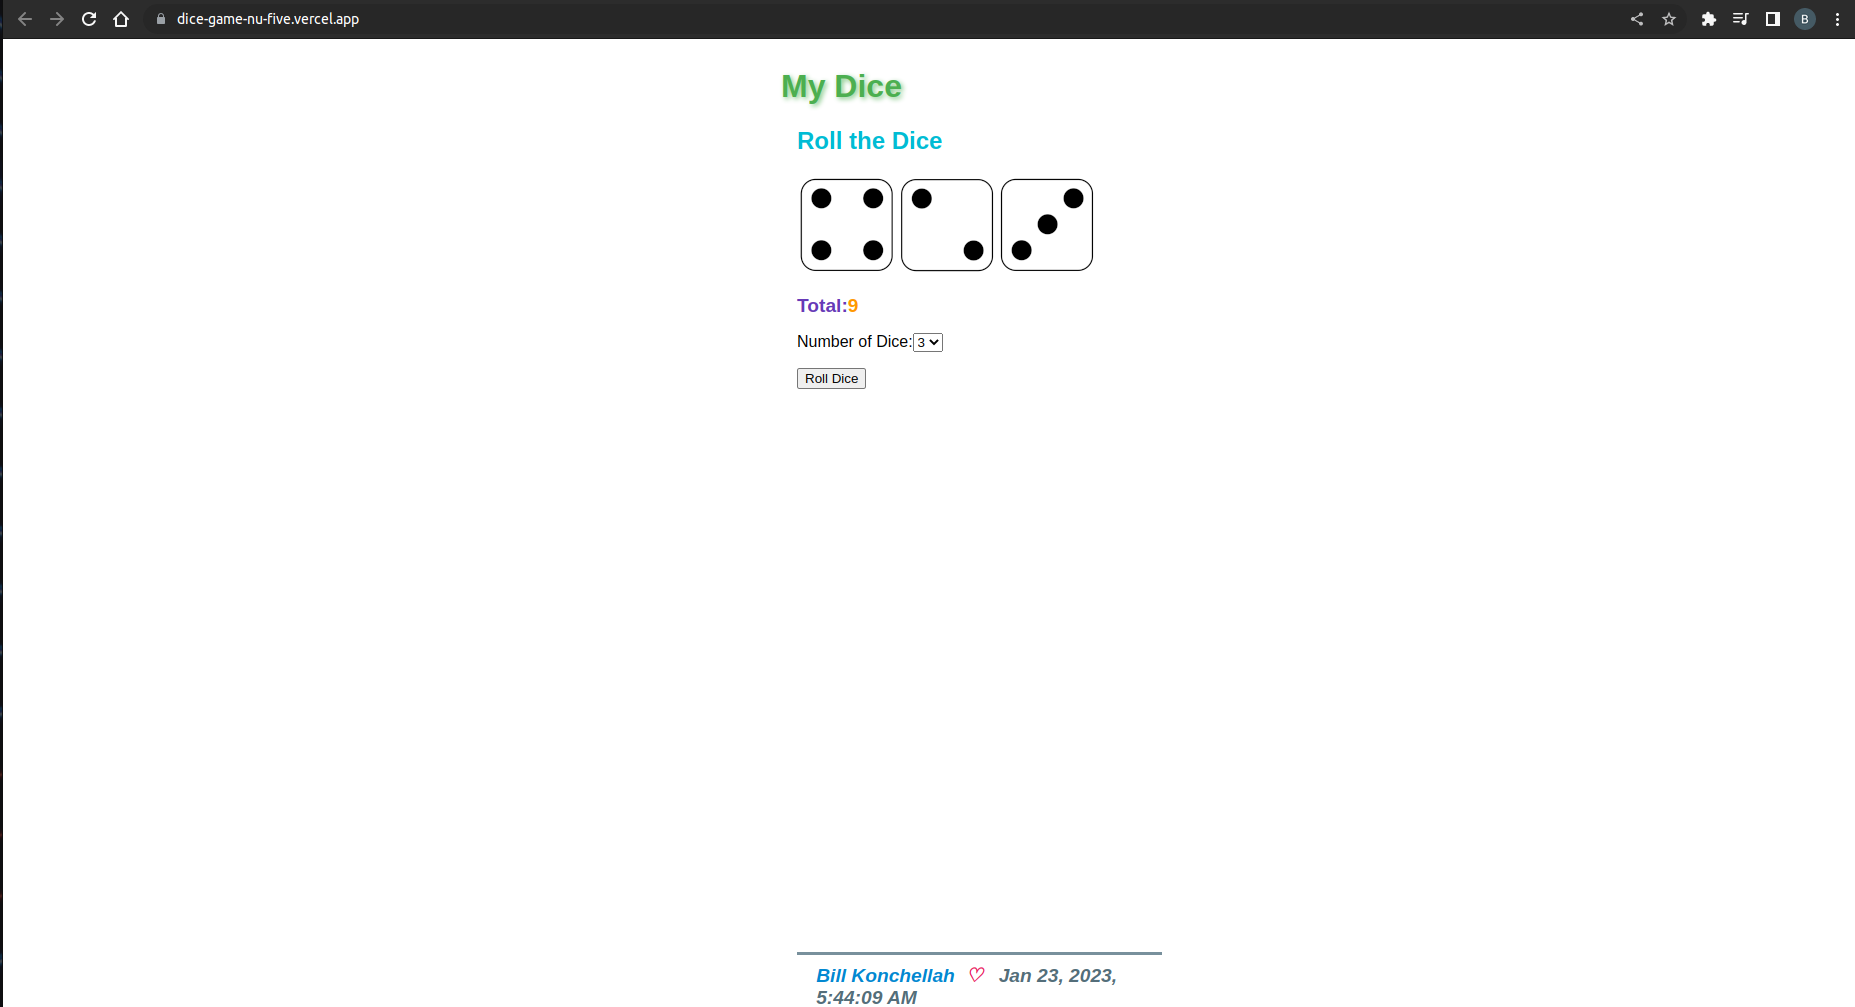 dice-game-nu-five.vercel.app
B
My Dice
Roll the Dice
Total:9
Number of Dice:3
Roll Dice
Bill Konchellah ♡ Jan 23, 2023,
5:44:09 AM